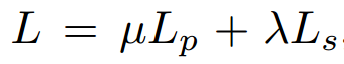 L = μL_p + λL_s.